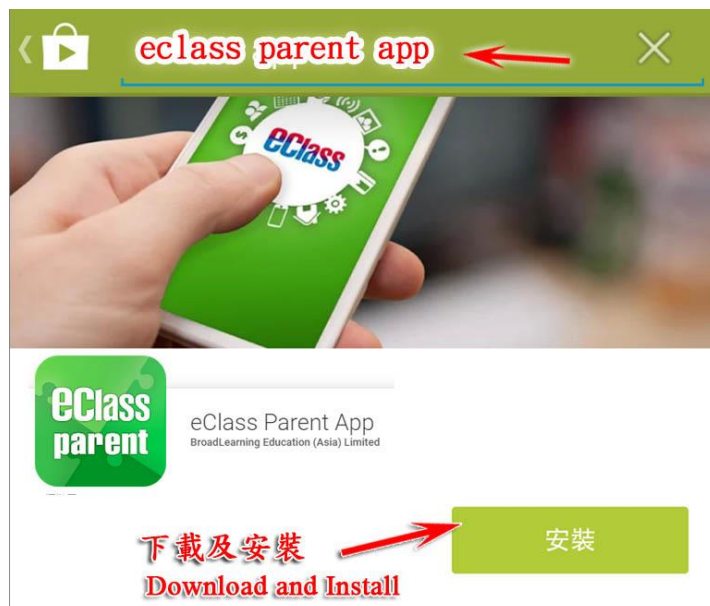 eclass parent app
eClass
eClass
parent
eClass Parent App
BroadLearning Education (Asia) Limited
下載及安裝
安裝
Download and Install